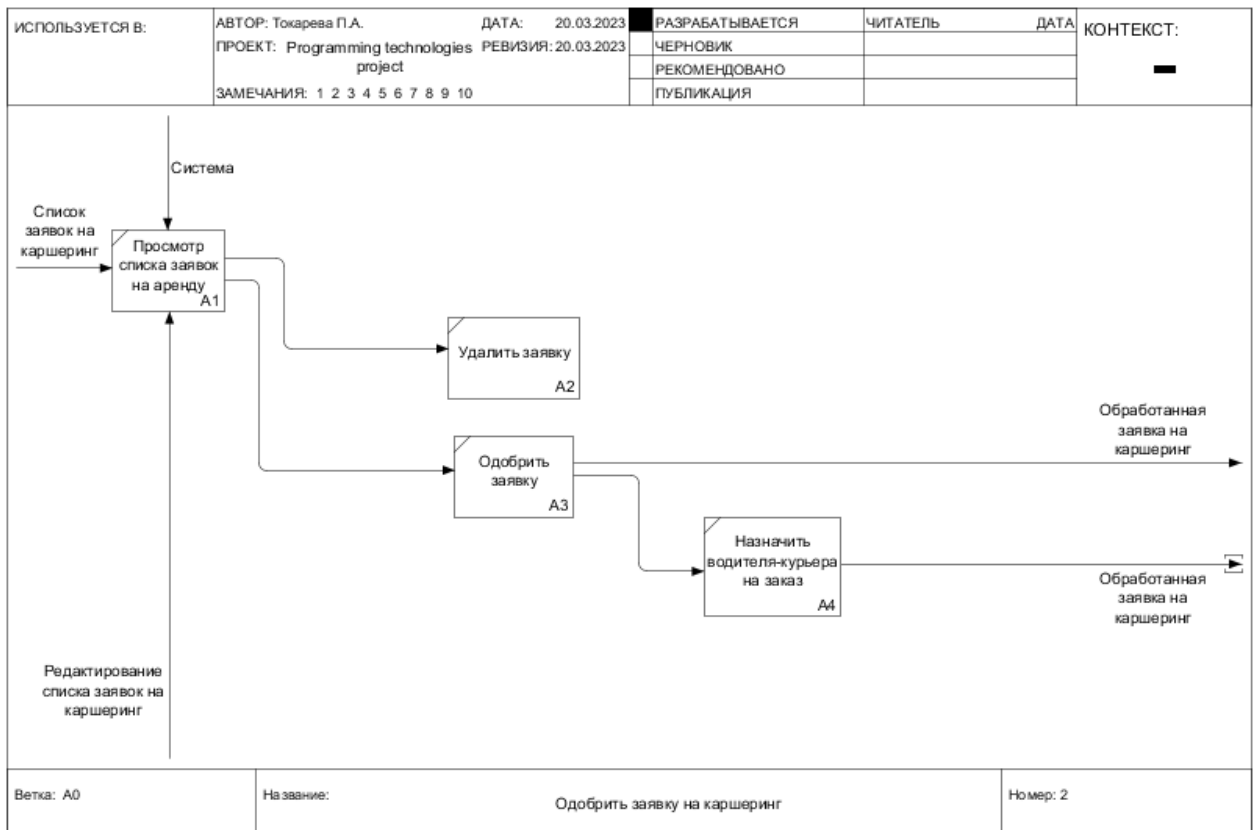 ИСПОЛЬЗУЕТСЯ В:
АВТОР: Токарева П.А.
ДАТА: 20.03.2023
ПРОЕКТ: Programming technologies
project
РЕВИЗИЯ: 20.03.2023
ЗАМЕЧАНИЯ: 1 2 3 4 5 6 7 8 9 10
РАЗРАБАТЫВАЕТСЯ
ЧЕРНОВИК
РЕКОМЕНДОВАНО
ПУБЛИКАЦИЯ
ЧИТАТЕЛЬ ДАТА
КОНТЕКСТ:
Система
Список
заявок на
каршеринг
Просмотр
списка заявок
на аренду
A1
Удалить заявку
A2
Одобрить
заявку
A3
Обработанная
заявка на
каршеринг
Назначить
водителя-курьера
на заказ
A4
Обработанная
заявка на
каршеринг
Редактирование
списка заявок на
каршеринг
Ветка: A0
Название:
Одобрить заявку на каршеринг
Номер: 2